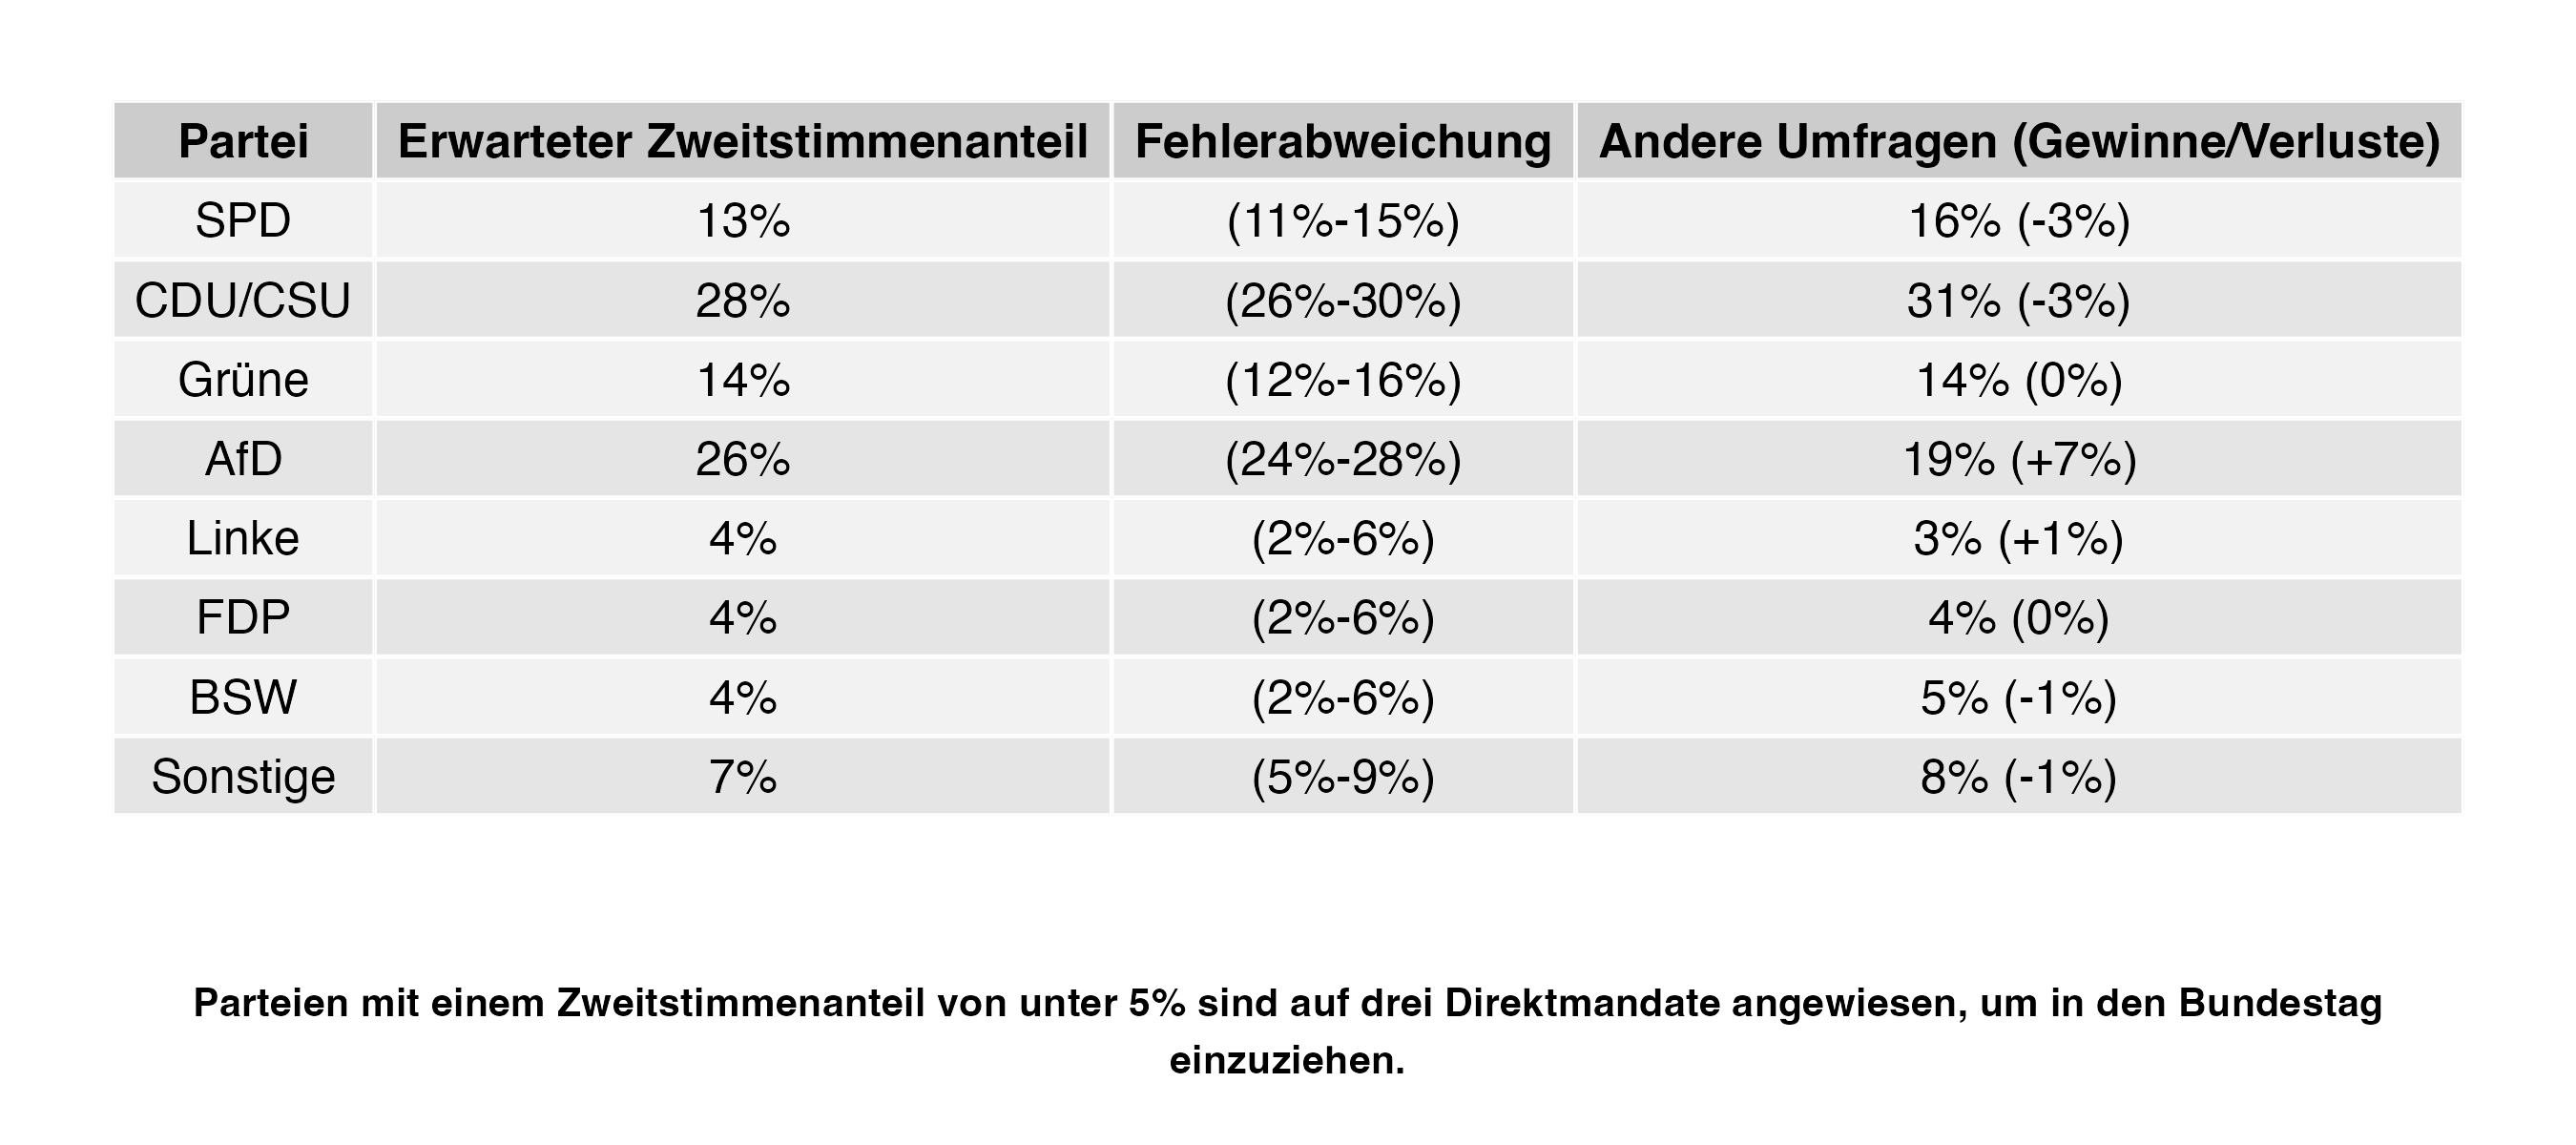 Partei Erwarteter Zweitstimmenanteil Fehlerabweichung Andere Umfragen (Gewinne/Verluste)
SPD 13% (11%-15%) 16% (-3%)
CDU/CSU 28% (26%-30%) 31% (-3%)
Grüne 14% (12%-16%) 14% (0%)
AfD 26% (24%-28%) 19% (+7%)
Linke 4% (2%-6%) 3% (+1%)
FDP 4% (2%-6%) 4% (0%)
BSW 4% (2%-6%) 5% (-1%)
Sonstige 7% (5%-9%) 8% (-1%)
Parteien mit einem Zweitstimmenanteil von unter 5% sind auf drei Direktmandate angewiesen, um in den Bundestag
einzuziehen.